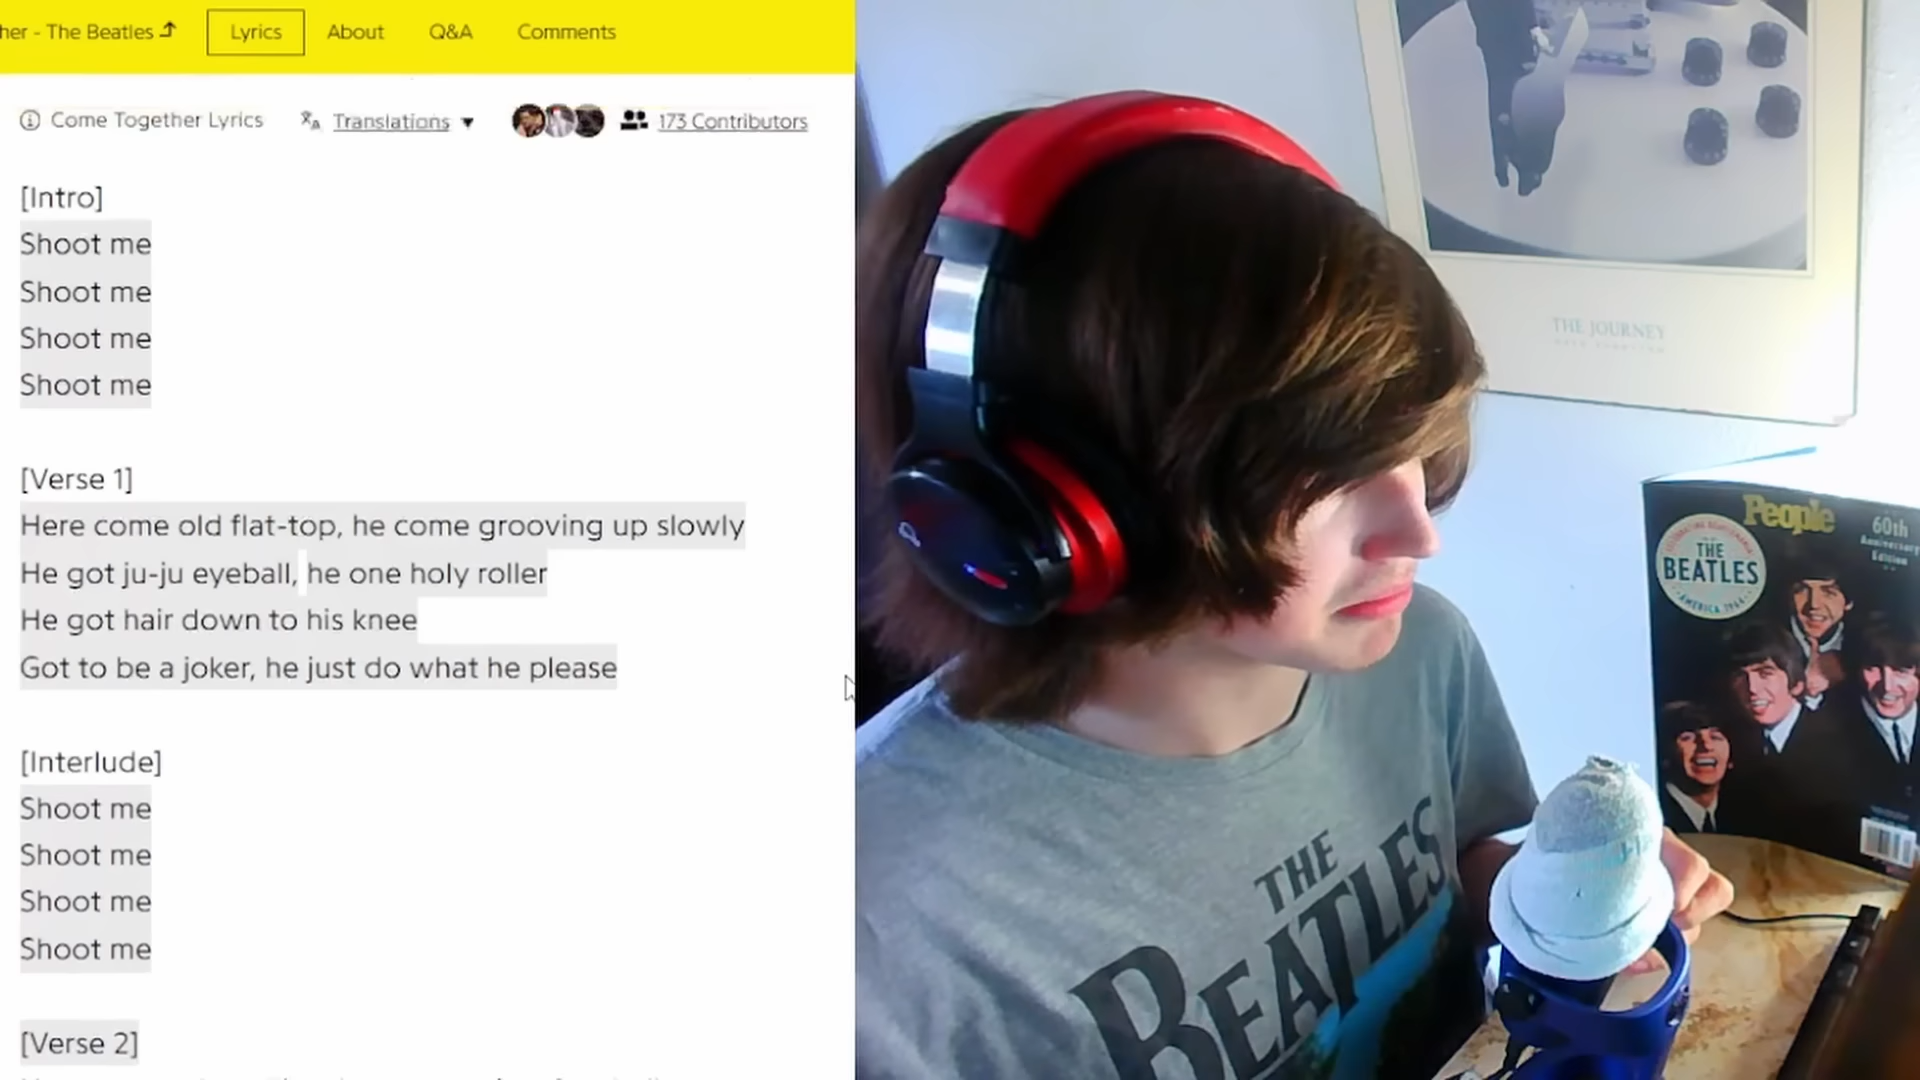 her - The Beatles
Lyrics
About
Q&A
Comments
Come Together Lyrics
Translations
173 Contributors
[Intro]
Shoot me
Shoot me
Shoot me
Shoot me
[Verse 1]
Here come old flat-top, he come grooving up slowly
He got ju-ju eyeball, he one holy roller
He got hair down to his knee
Got to be a joker, he just do what he please
[Interlude]
Shoot me
Shoot me
Shoot me
Shoot me
[Verse 2]
THE JOURNEY
People
60th
Anniversary
Edition
THE
BEATLES
AMERICA, 1964
THE
BEATLES